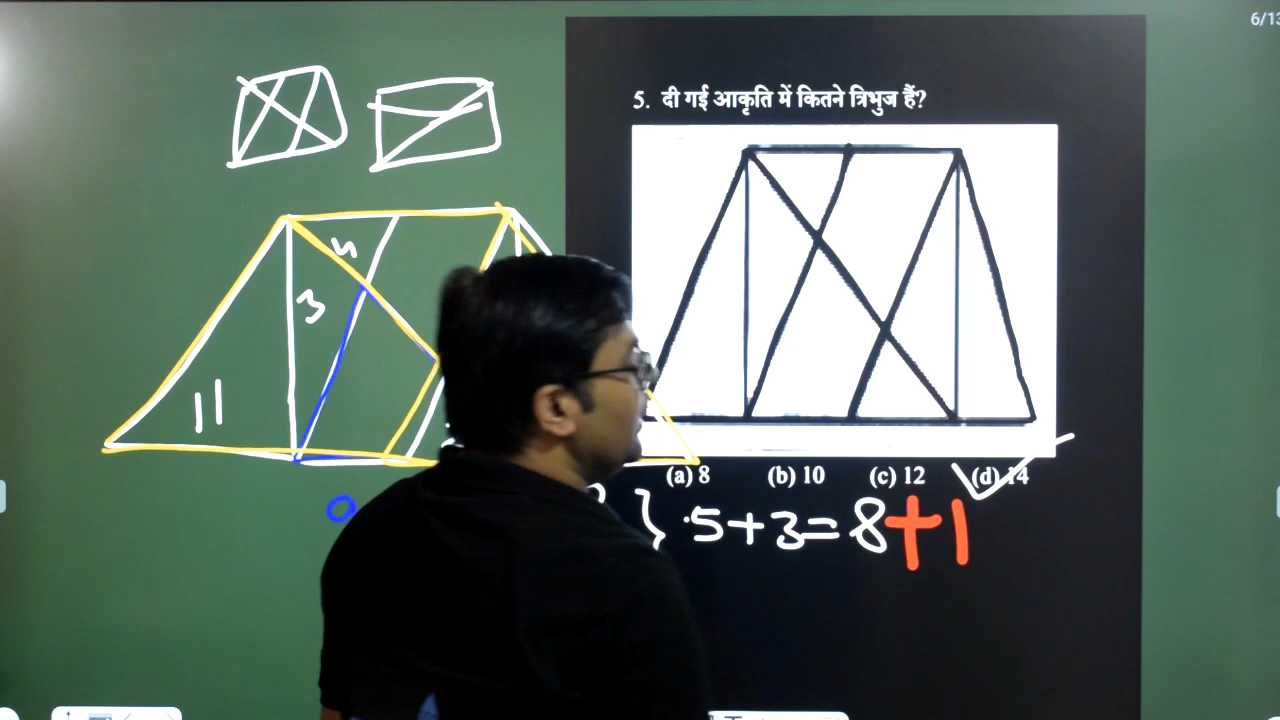 6/13
5. दी गई आकृति में कितने त्रिभुज हैं?
4
3
11
(a) 8 (b) 10 (c) 12 (d) 14
} 5+3=8+1